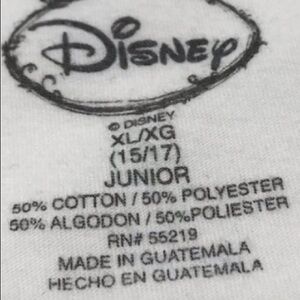 Disney
© DISNEY
XL/XG
(15/17)
JUNIOR
50% COTTON / 50% POLYESTER
50% ALGODON / 50%POLIESTER
RN# 55219
MADE IN GUATEMALA
HECHO EN GUATEMALA